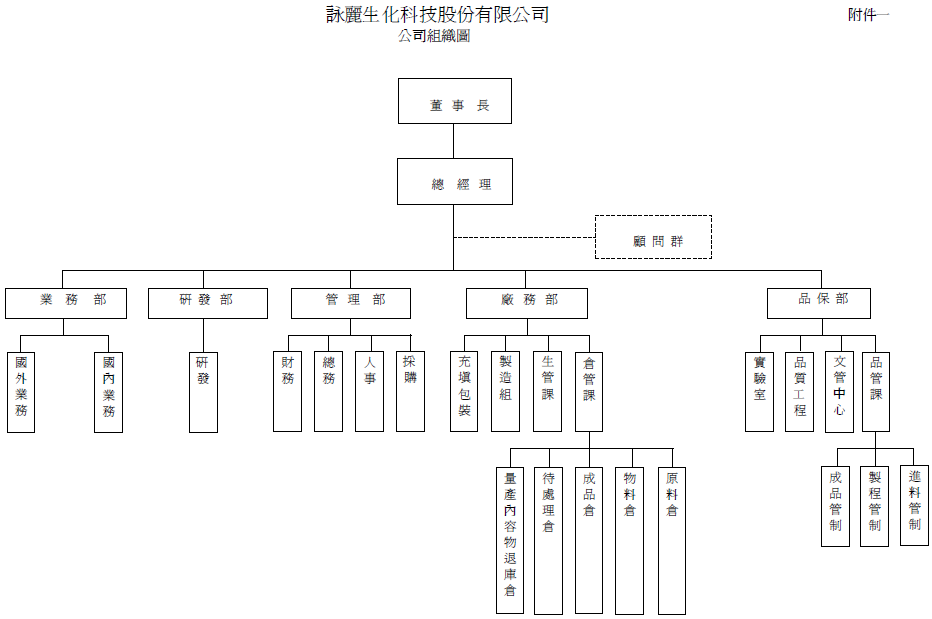 詠麗生化科技股份有限公司
附件一
公司組織圖
董事長
總經理
顧問群
業務部
研發部
管理部
廠務部
品保部
國外業務
國內業務
研發
財務
總務
人事
採購
充填包裝
製造組
生管課
倉管課
實驗室
品質工程
文管中心
品管課
量產內容物退庫倉
待處理倉
成品倉
物料倉
原料倉
成品管制
製程管制
進料管制